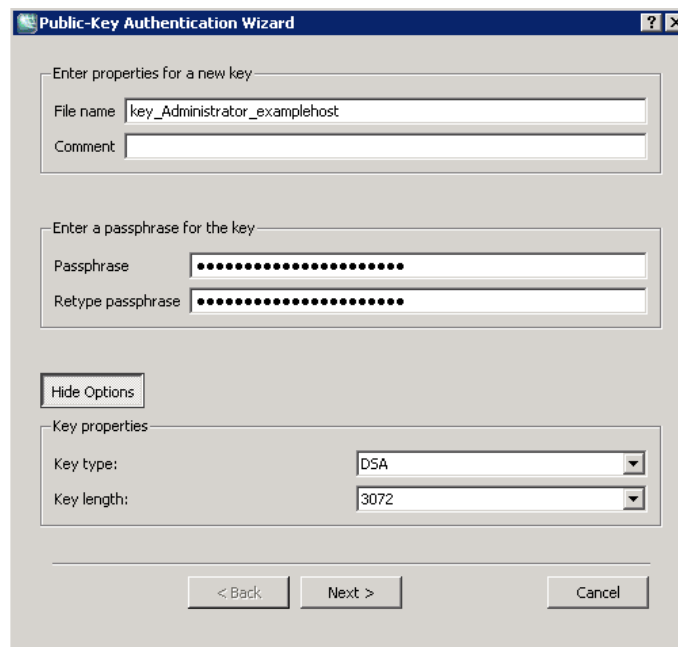 Public-Key Authentication Wizard
Enter properties for a new key
File name key_Administrator_examplehost
Comment
Enter a passphrase for the key
Passphrase ●●●●●●●●●●●●●●●●●●●●●●
Retype passphrase ●●●●●●●●●●●●●●●●●●●●●●
Hide Options
Key properties
Key type: DSA
Key length: 3072
< Back Next > Cancel